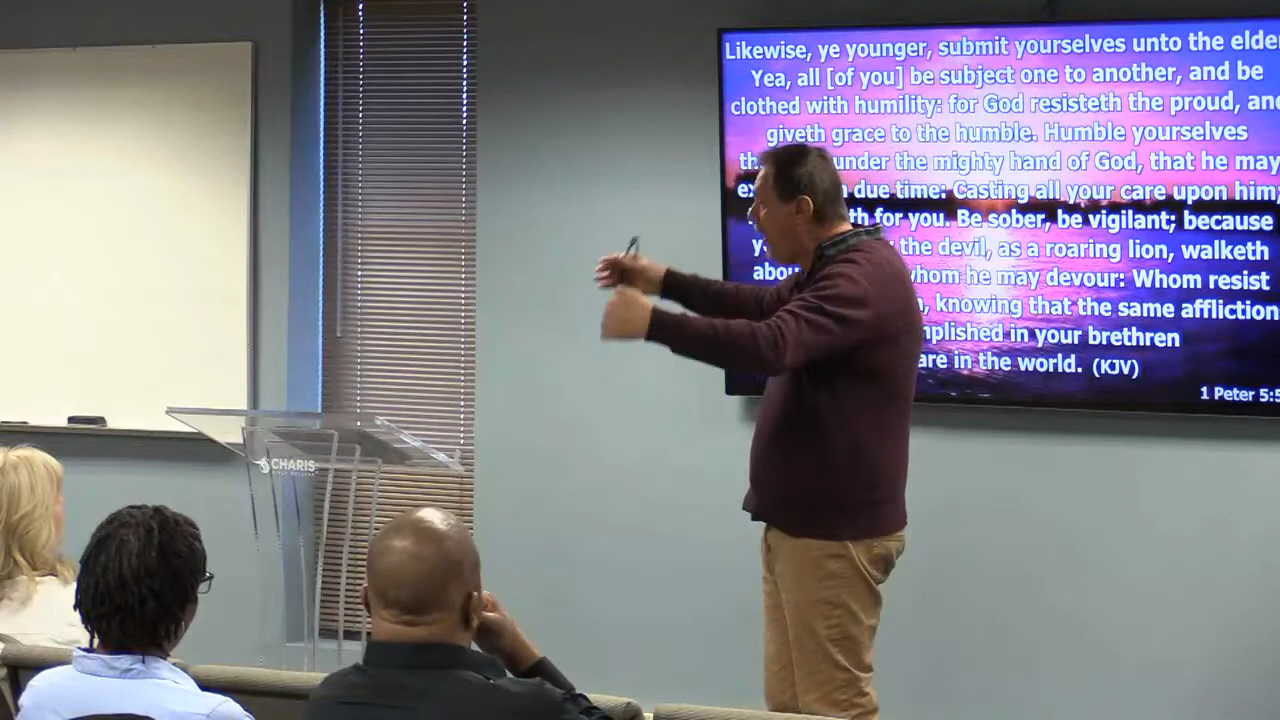 Likewise, ye younger, submit yourselves unto the elde
Yea, all [of you] be subject one to another, and be
clothed with humility: for God resisteth the proud, an
giveth grace to the humble. Humble yourselves
under the mighty hand of God, that he may
due time: Casting all your care upon him;
for you. Be sober, be vigilant; because
the devil, as a roaring lion, walketh
whom he may devour: Whom resist
knowing that the same affliction
in your brethren
are in the world. (KJV)
1 Peter 5:5
CHARIS